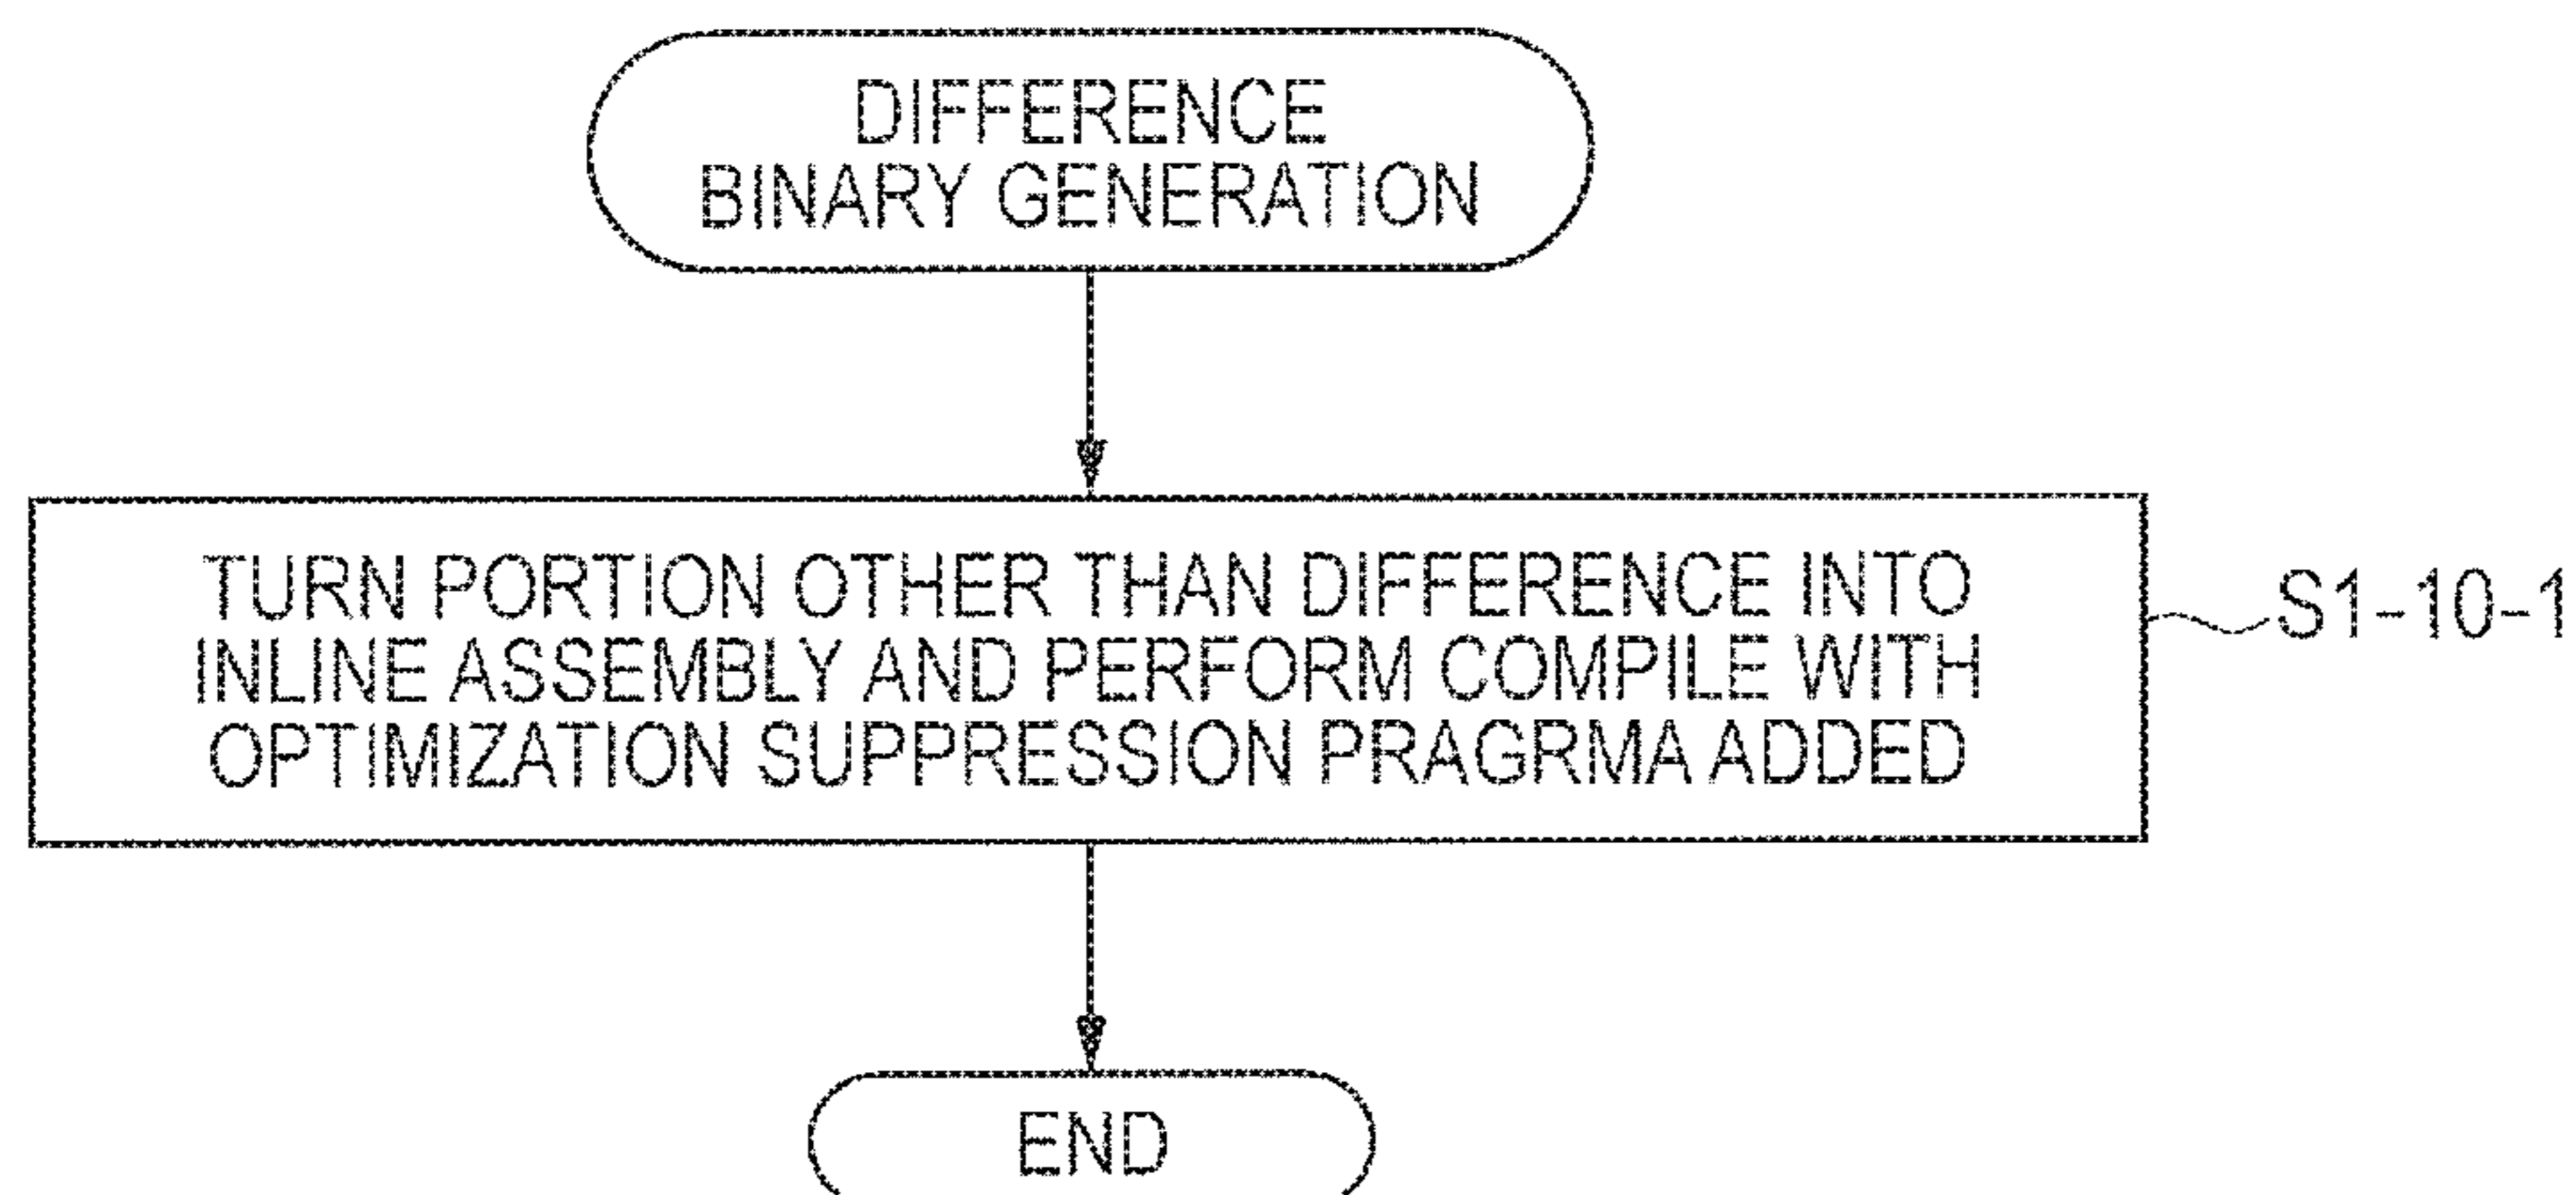 DIFFERENCE
BINARY GENERATION
TURN PORTION OTHER THAN DIFFERENCE INTO
INLINE ASSEMBLY AND PERFORM COMPILE WITH
OPTIMIZATION SUPPRESSION PRAGRMA ADDED
S1-10-1
END